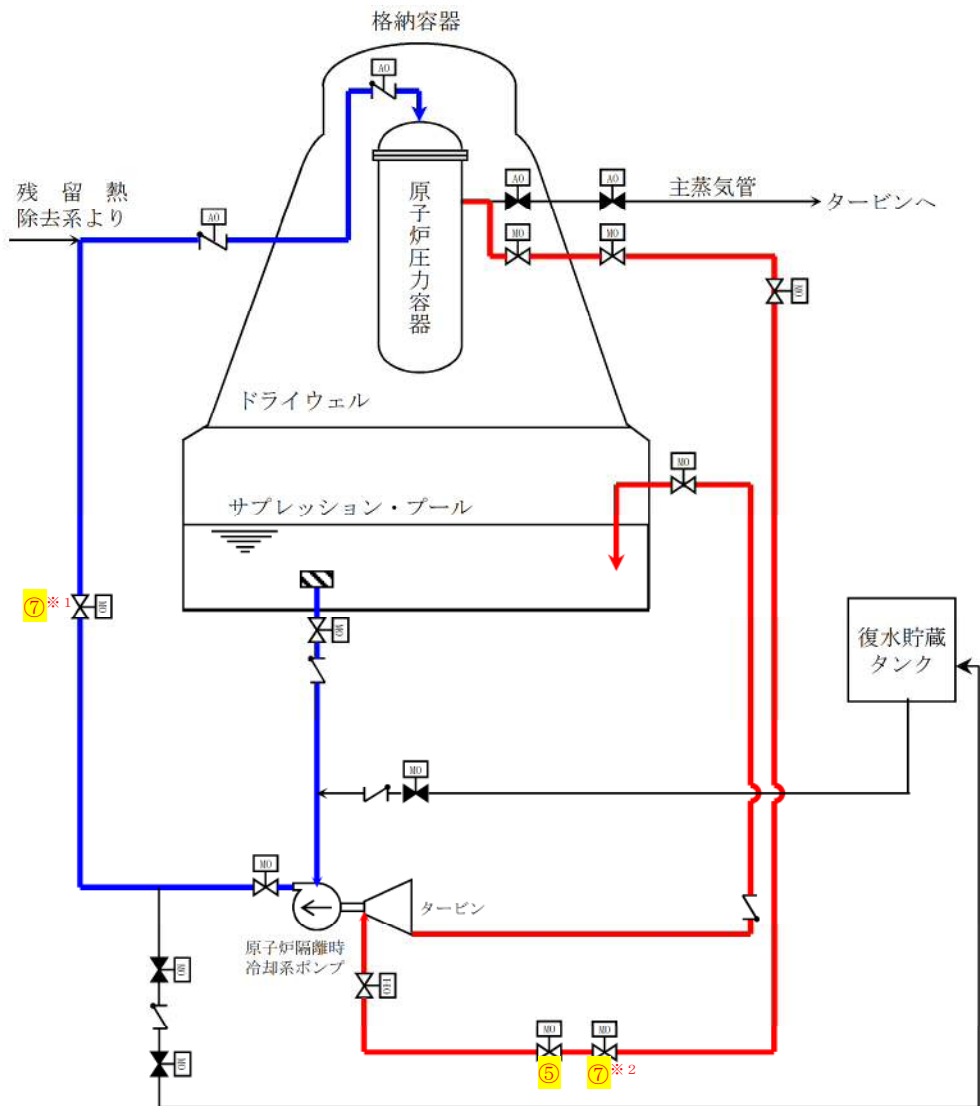 格納容器
AO
残留熱
除去系より
AO
原子炉圧力容器
AO
AO
主蒸気管
タービンへ
MO
MO
MO
ドライウェル
MO
サプレッション・プール
⑦※1
MO
MO
復水貯蔵
タンク
MO
MO
タービン
原子炉隔離時
冷却系ポンプ
HO
MO
MO
MO
MO
⑤
⑦※2